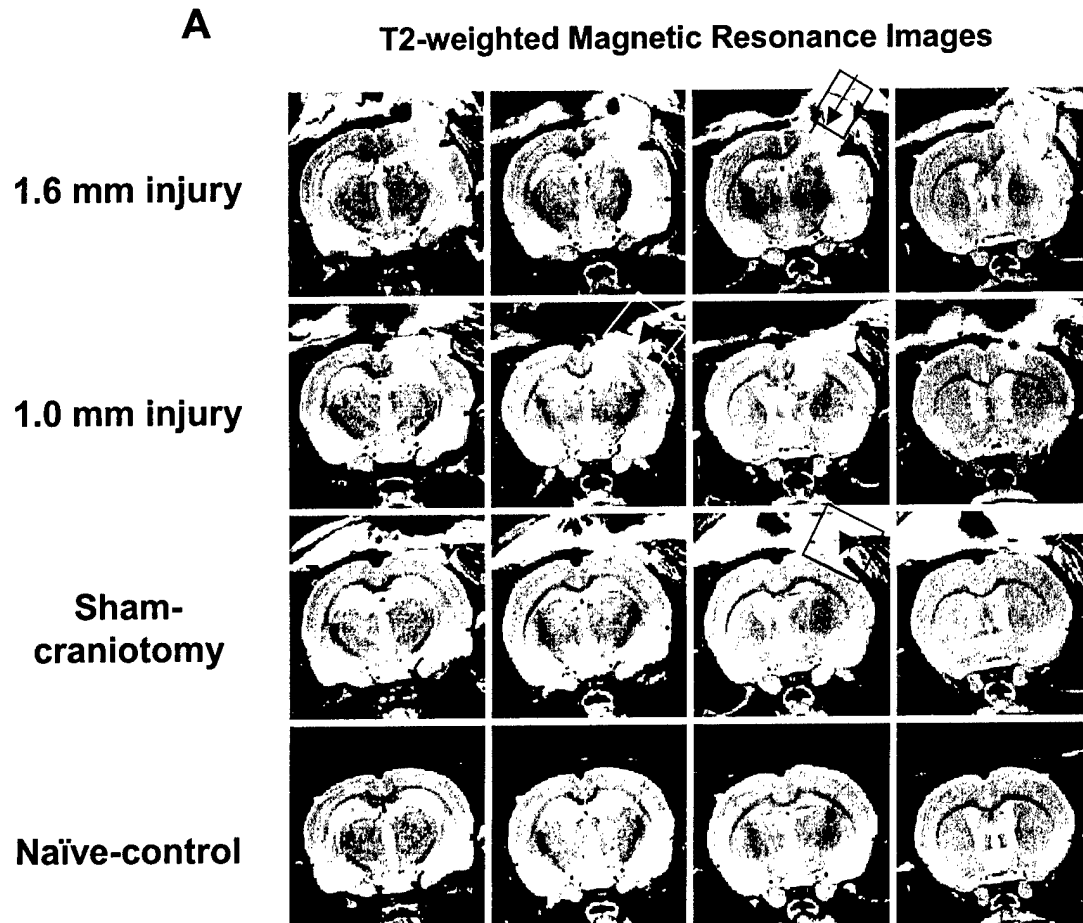 A
T2-weighted Magnetic Resonance Images
1.6 mm injury
1.0 mm injury
Sham-
craniotomy
Naïve-control